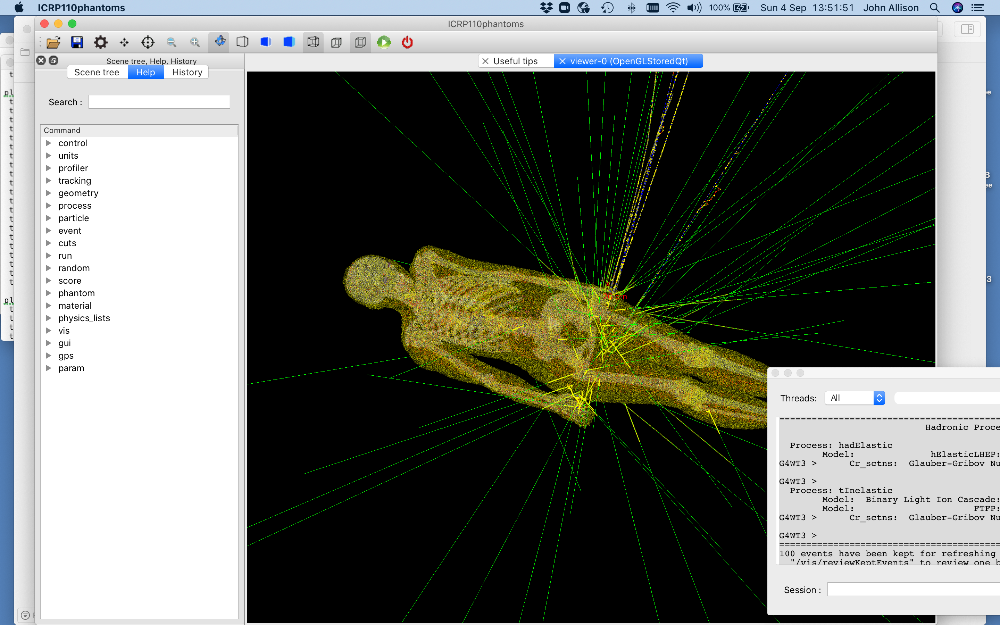 ICRP110phantoms
100%
Sun 4 Sep 13:51:51
John Allison
ICRP110phantoms
Scene tree, Help, History
Scene tree
Help
History
Useful tips
viewer-0 (OpenGLStoredQt)
Search :
Command
control
units
profiler
tracking
geometry
process
particle
event
cuts
run
random
score
phantom
material
physics_lists
vis
gui
gps
param
20 cm
Threads:
All
Hadronic Proce
Process: hadElastic
Model: hElasticLHEP:
G4WT3 > Cr_sctns: Glauber-Gribov Nu
G4WT3 >
Process: tInelastic
Model: Binary Light Ion Cascade:
Model: FTFP:
G4WT3 > Cr_sctns: Glauber-Gribov Nu
G4WT3 >
100 events have been kept for refreshing
"/vis/reviewKeptEvents" to review one b
Session :